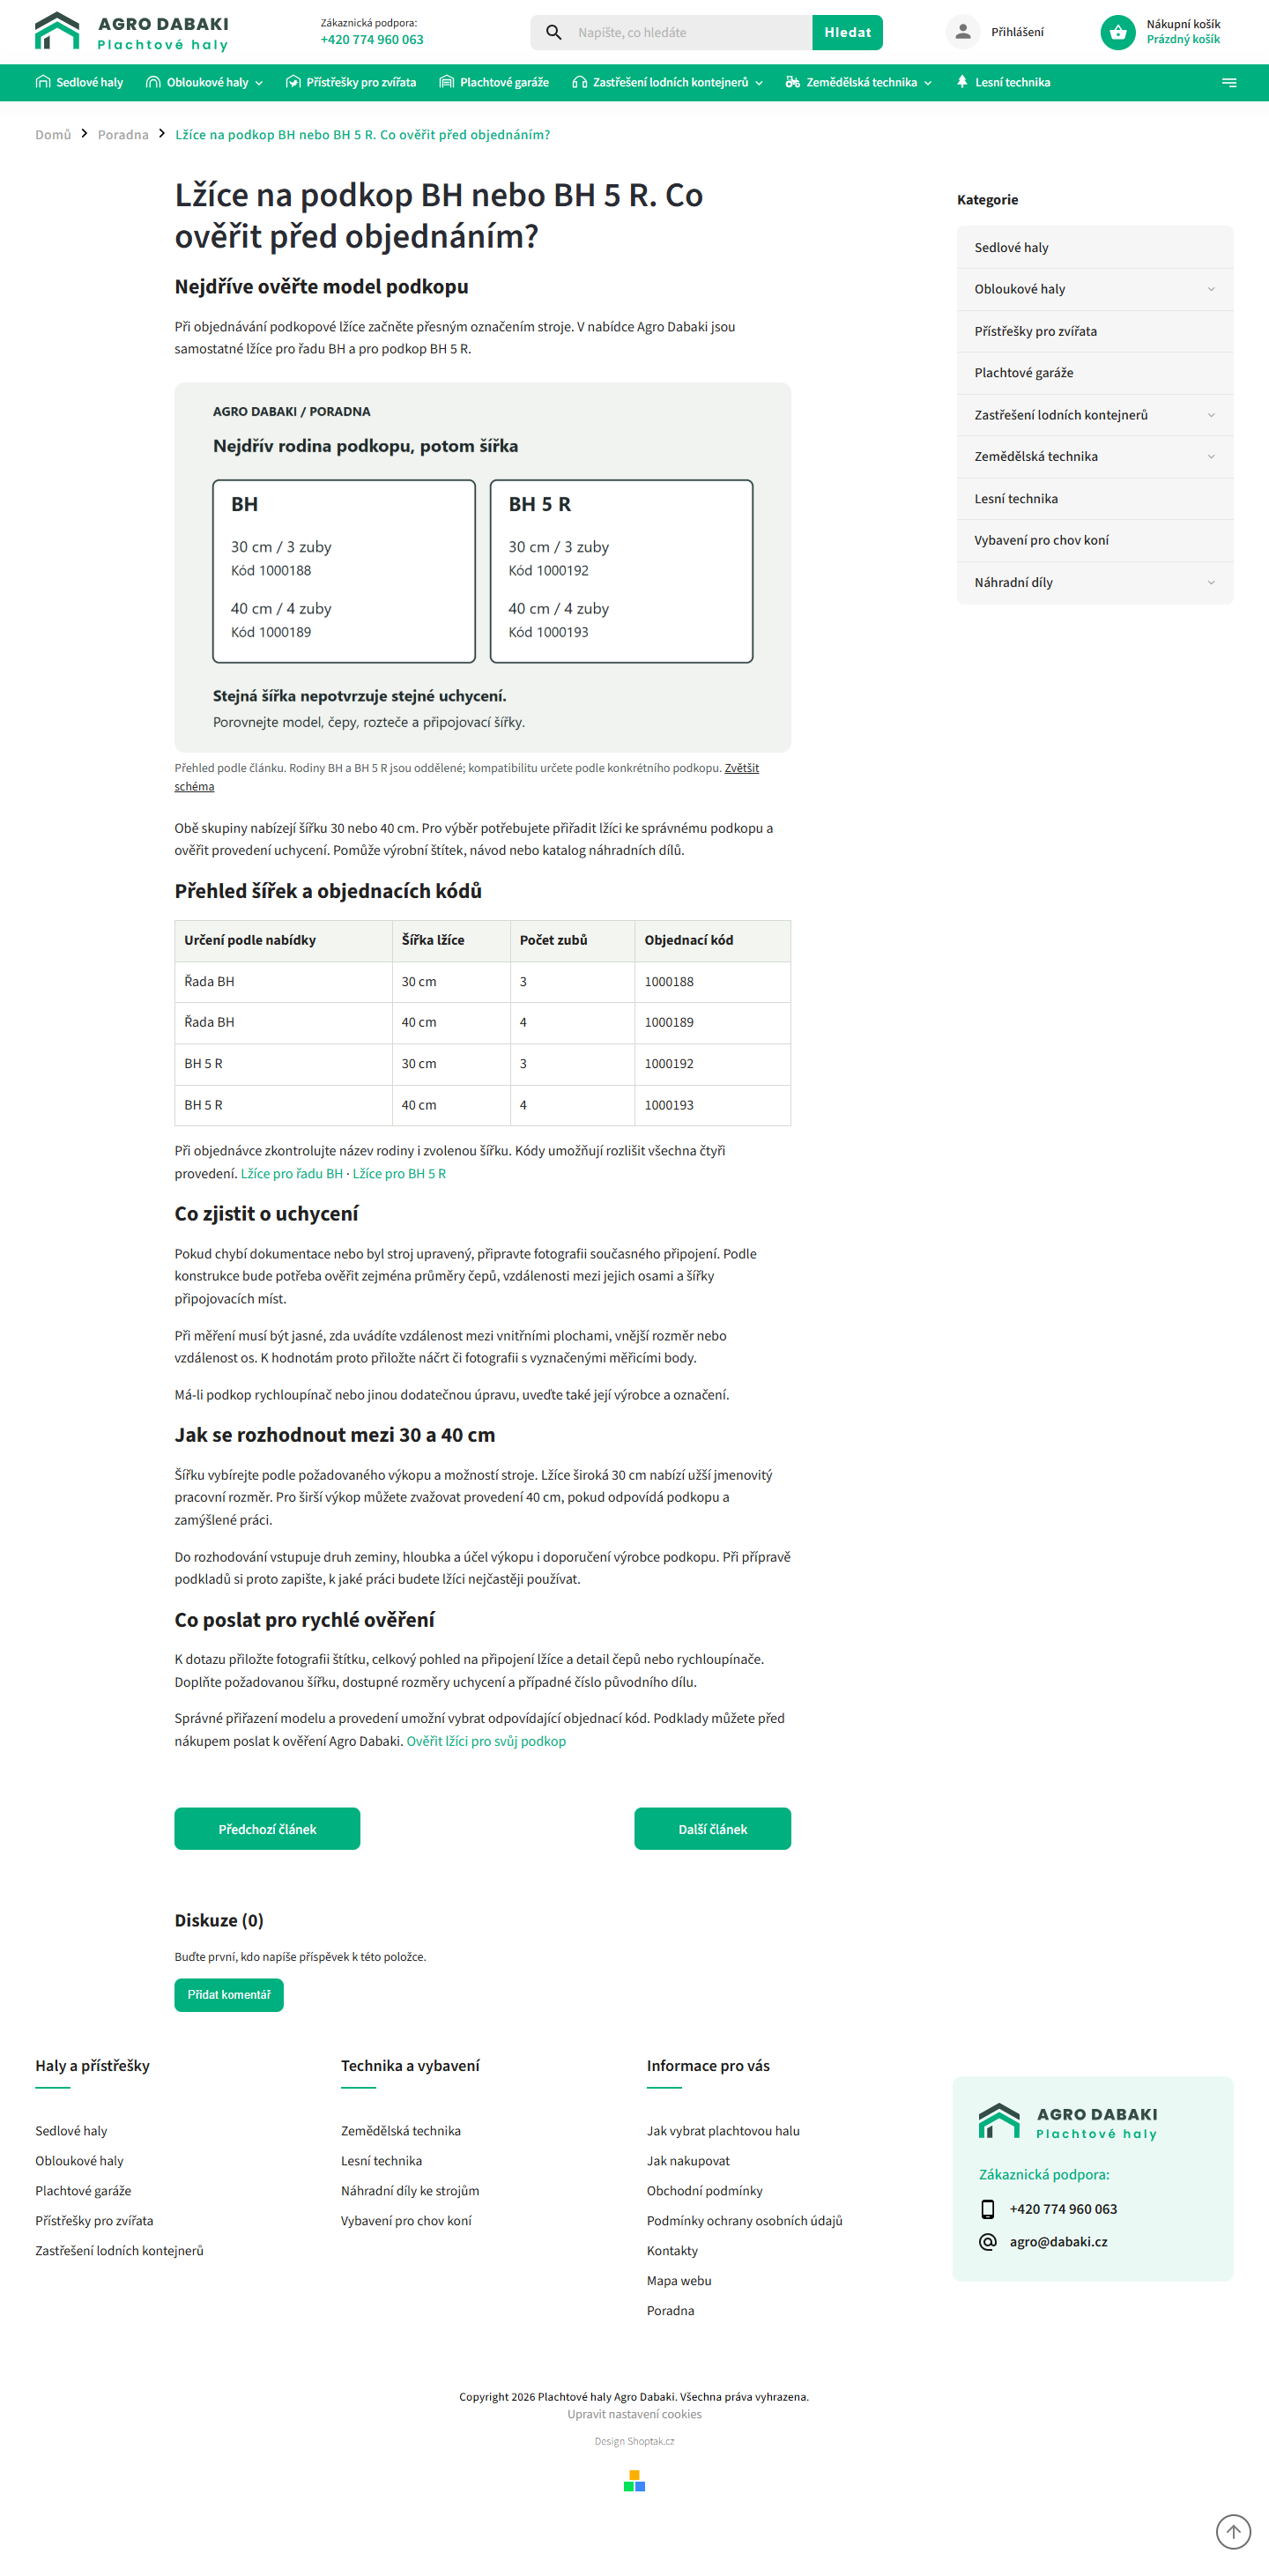 AGRO DABAKI
Plachtové haly
Zákaznická podpora:
+420 774 960 063
Napište, co hledáte
Hledat
Přihlášení
Nákupní košík
Prázdný košík
Sedlové haly
Obloukové haly
Přístřešky pro zvířata
Plachtové garáže
Zastřešení lodních kontejnerů
Zemědělská technika
Lesní technika
Domů
Poradna
Lžíce na podkop BH nebo BH 5 R. Co ověřit před objednáním?
Lžíce na podkop BH nebo BH 5 R. Co
ověřit před objednáním?
Nejdříve ověřte model podkopu
Při objednávání podkopové lžíce začněte přesným označením stroje. V nabídce Agro Dabaki jsou
samostatné lžíce pro řadu BH a pro podkop BH 5 R.
AGRO DABAKI / PORADNA
Nejdřív rodina podkopu, potom šířka
BH
30 cm / 3 zuby
Kód 1000188
40 cm / 4 zuby
Kód 1000189
BH 5 R
30 cm / 3 zuby
Kód 1000192
40 cm / 4 zuby
Kód 1000193
Stejná šířka nepotvrzuje stejné uchycení.
Porovnejte model, čepy, rozteče a připojovací šířky.
Přehled podle článku. Rodiny BH a BH 5 R jsou oddělené; kompatibilitu určete podle konkrétního podkopu. Zvětšit
schéma
Obě skupiny nabízejí šířku 30 nebo 40 cm. Pro výběr potřebujete přiřadit lžíci ke správnému podkopu a
ověřit provedení uchycení. Pomůže výrobní štítek, návod nebo katalog náhradních dílů.
Přehled šířek a objednacích kódů
Určení podle nabídky Šířka lžíce Počet zubů Objednací kód
Řada BH 30 cm 3 1000188
Řada BH 40 cm 4 1000189
BH 5 R 30 cm 3 1000192
BH 5 R 40 cm 4 1000193
Při objednávce zkontrolujte název rodiny i zvolenou šířku. Kódy umožňují rozlišit všechna čtyři
provedení. Lžíce pro řadu BH · Lžíce pro BH 5 R
Co zjistit o uchycení
Pokud chybí dokumentace nebo byl stroj upravený, připravte fotografii současného připojení. Podle
konstrukce bude potřeba ověřit zejména průměry čepů, vzdálenosti mezi jejich osami a šířky
připojovacích míst.
Při měření musí být jasné, zda uvádíte vzdálenost mezi vnitřními plochami, vnější rozměr nebo
vzdálenost os. K hodnotám proto přiložte náčrt či fotografii s vyznačenými měřicími body.
Má-li podkop rychloupínač nebo jinou dodatečnou úpravu, uveďte také její výrobce a označení.
Jak se rozhodnout mezi 30 a 40 cm
Šířku vybírejte podle požadovaného výkopu a možností stroje. Lžíce široká 30 cm nabízí užší jmenovitý
pracovní rozměr. Pro širší výkop můžete zvažovat provedení 40 cm, pokud odpovídá podkopu a
zamýšlené práci.
Do rozhodování vstupuje druh zeminy, hloubka a účel výkopu i doporučení výrobce podkopu. Při přípravě
podkladů si proto zapište, k jaké práci budete lžíci nejčastěji používat.
Co poslat pro rychlé ověření
K dotazu přiložte fotografii štítku, celkový pohled na připojení lžíce a detail čepů nebo rychloupínače.
Doplňte požadovanou šířku, dostupné rozměry uchycení a případné číslo původního dílu.
Správné přiřazení modelu a provedení umožní vybrat odpovídající objednací kód. Podklady můžete před
nákupem poslat k ověření Agro Dabaki. Ověřit lžíci pro svůj podkop
Předchozí článek
Další článek
Diskuze (0)
Buďte první, kdo napíše příspěvek k této položce.
Přidat komentář
Kategorie
Sedlové haly
Obloukové haly
Přístřešky pro zvířata
Plachtové garáže
Zastřešení lodních kontejnerů
Zemědělská technika
Lesní technika
Vybavení pro chov koní
Náhradní díly
Haly a přístřešky
Sedlové haly
Obloukové haly
Plachtové garáže
Přístřešky pro zvířata
Zastřešení lodních kontejnerů
Technika a vybavení
Zemědělská technika
Lesní technika
Náhradní díly ke strojům
Vybavení pro chov koní
Informace pro vás
Jak vybrat plachtovou halu
Jak nakupovat
Obchodní podmínky
Podmínky ochrany osobních údajů
Kontakty
Mapa webu
Poradna
AGRO DABAKI
Plachtové haly
Zákaznická podpora:
+420 774 960 063
agro@dabaki.cz
Copyright 2026 Plachtové haly Agro Dabaki. Všechna práva vyhrazena.
Upravit nastavení cookies
Design Shoptak.cz